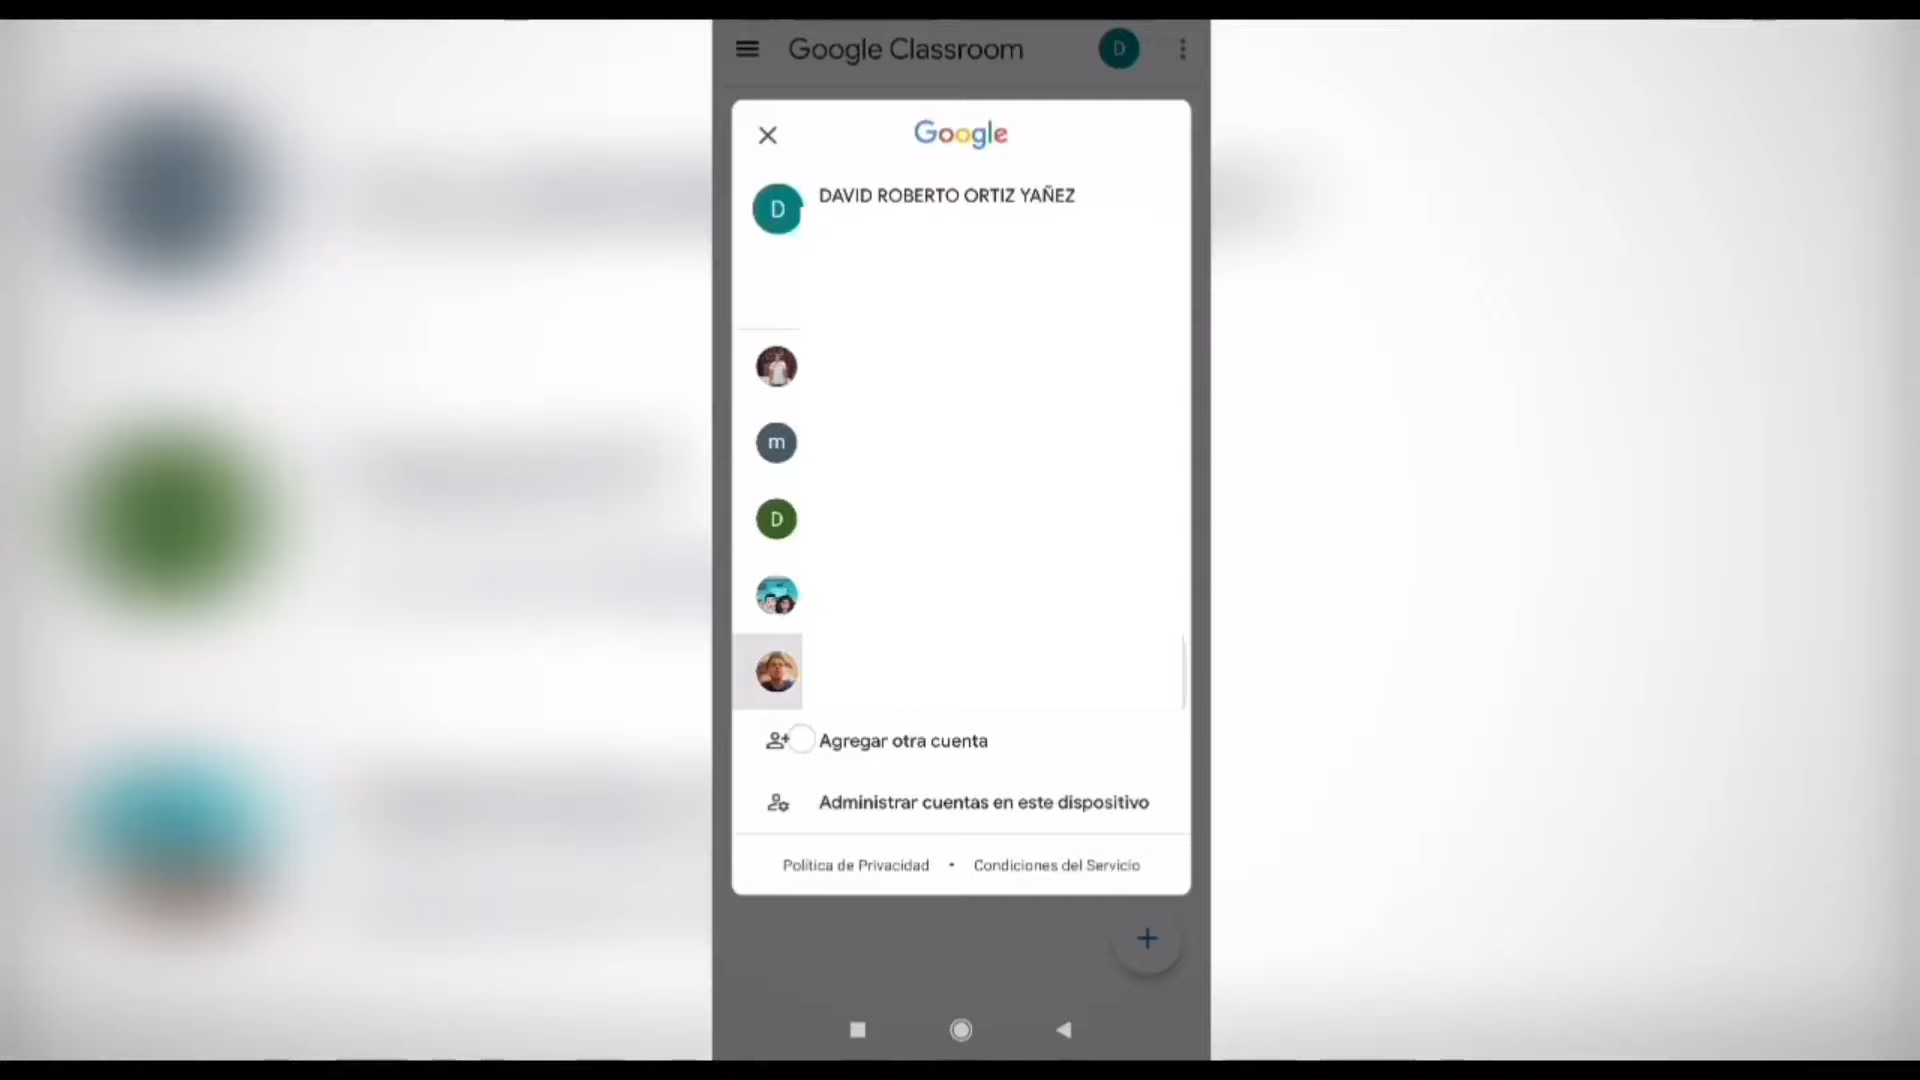 Google Classroom
D
Google
D
DAVID ROBERTO ORTIZ YAÑEZ
m
D
Agregar otra cuenta
Administrar cuentas en este dispositivo
Política de Privacidad • Condiciones del Servicio